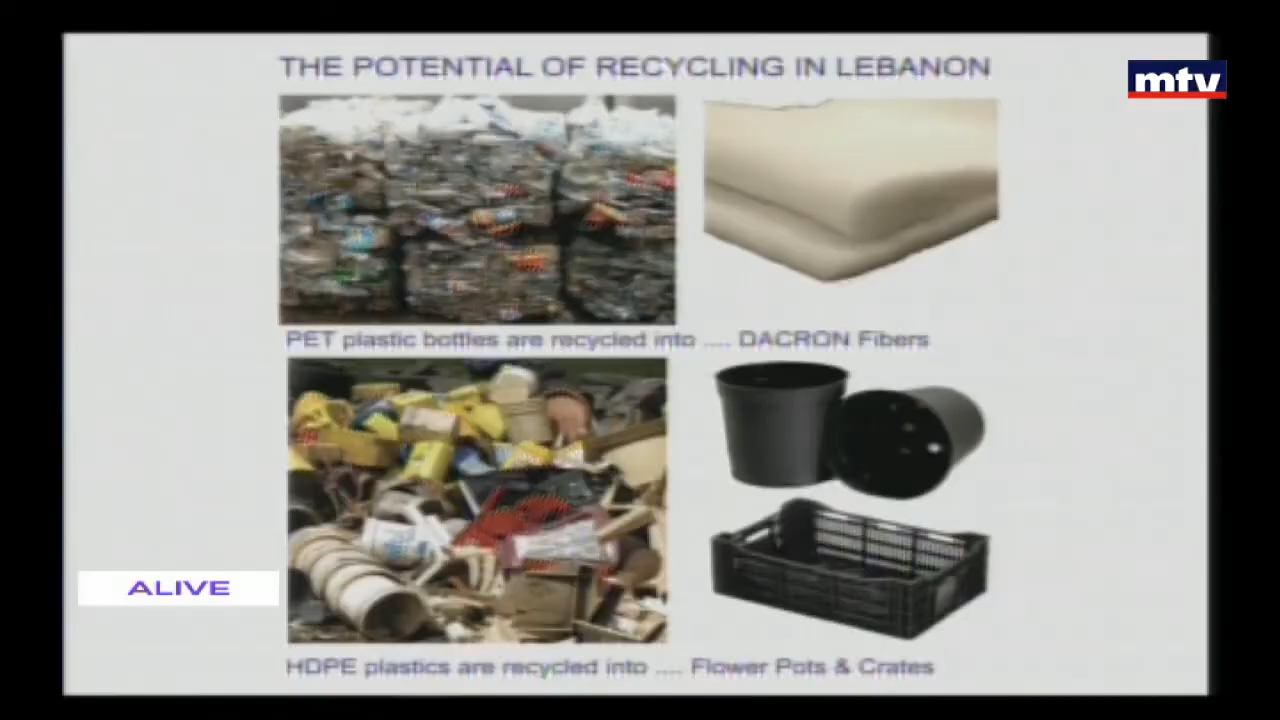 THE POTENTIAL OF RECYCLING IN LEBANON
mtv
PET plastic bottles are recycled into .... DACRON Fibers
ALIVE
HDPE plastics are recycled into .... Flower Pots & Crates